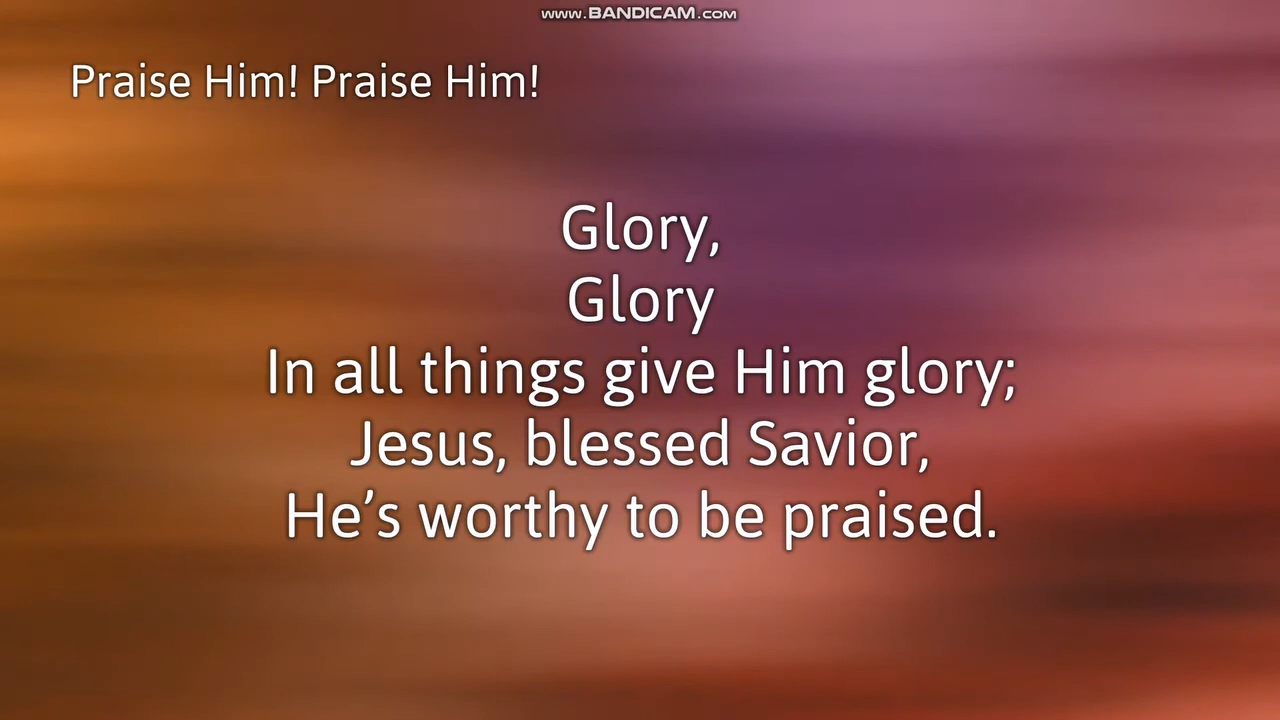 www.BANDICAM.com
Praise Him! Praise Him!
Glory,
Glory
In all things give Him glory;
Jesus, blessed Savior,
He’s worthy to be praised.